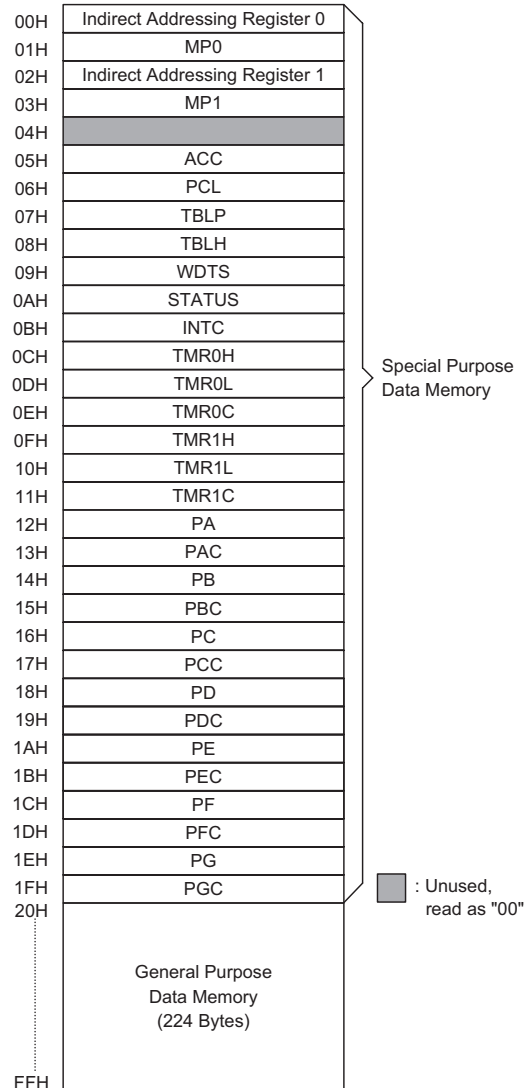 00H Indirect Addressing Register 0
01H MP0
02H Indirect Addressing Register 1
03H MP1
04H
05H ACC
06H PCL
07H TBLP
08H TBLH
09H WDTS
0AH STATUS
0BH INTC
0CH TMR0H
0DH TMR0L
0EH TMR0C
0FH TMR1H
10H TMR1L
11H TMR1C
12H PA
13H PAC
14H PB
15H PBC
16H PC
17H PCC
18H PD
19H PDC
1AH PE
1BH PEC
1CH PF
1DH PFC
1EH PG
1FH PGC
20H
Special Purpose
Data Memory
: Unused,
read as "00"
General Purpose
Data Memory
(224 Bytes)
FFH